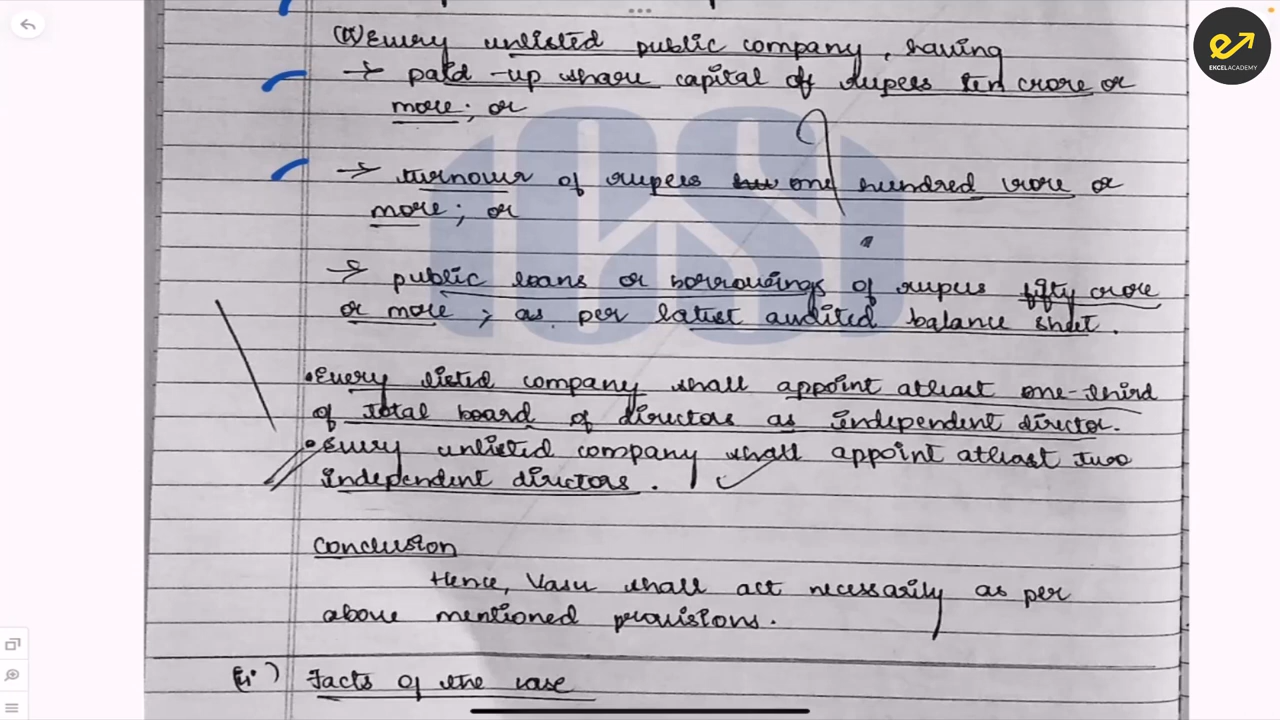 Every unlisted public company, having
→ paid-up share capital of rupees ten crore or
more; or
→ turnover of rupees one hundred crore or
more; or
→ public loans or borrowings of rupees fifty crore
or more; as per latest audited balance sheet.
• Every listed company shall appoint atleast one-third
of total board of directors as independent director.
• Every unlisted company shall appoint atleast two
independent directors.
Conclusion
Hence, Vasu shall act necessarily as per
above mentioned provisions.
(ii) Facts of the case
ICSI
EXCEL ACADEMY